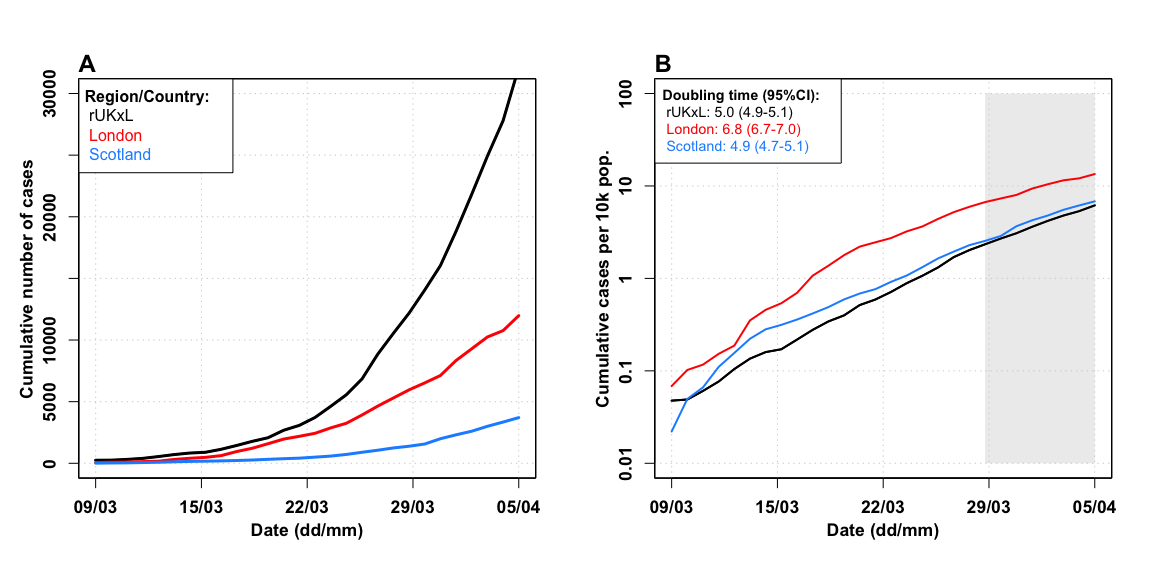 A
Region/Country:
rUKxL
London
Scotland
Cumulative number of cases
30000
20000
10000
5000
0
09/03 15/03 22/03 29/03 05/04
Date (dd/mm)
B
Doubling time (95%CI):
rUKxL: 5.0 (4.9-5.1)
London: 6.8 (6.7-7.0)
Scotland: 4.9 (4.7-5.1)
Cumulative cases per 10k pop.
100
10
1
0.1
0.01
09/03 15/03 22/03 29/03 05/04
Date (dd/mm)